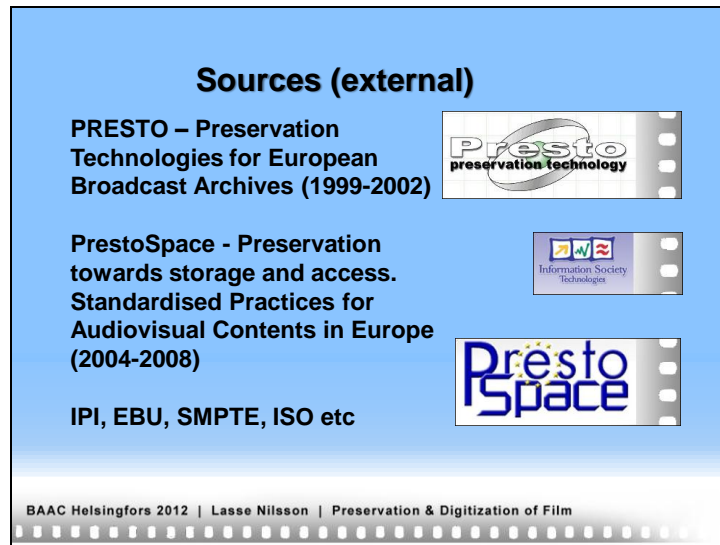 Sources (external)
PRESTO – Preservation
Technologies for European
Broadcast Archives (1999-2002)
Presto
preservation technology
PrestoSpace - Preservation
towards storage and access.
Standardised Practices for
Audiovisual Contents in Europe
(2004-2008)
Information Society
Technologies
Presto
Space
IPI, EBU, SMPTE, ISO etc
BAAC Helsingfors 2012 | Lasse Nilsson | Preservation & Digitization of Film